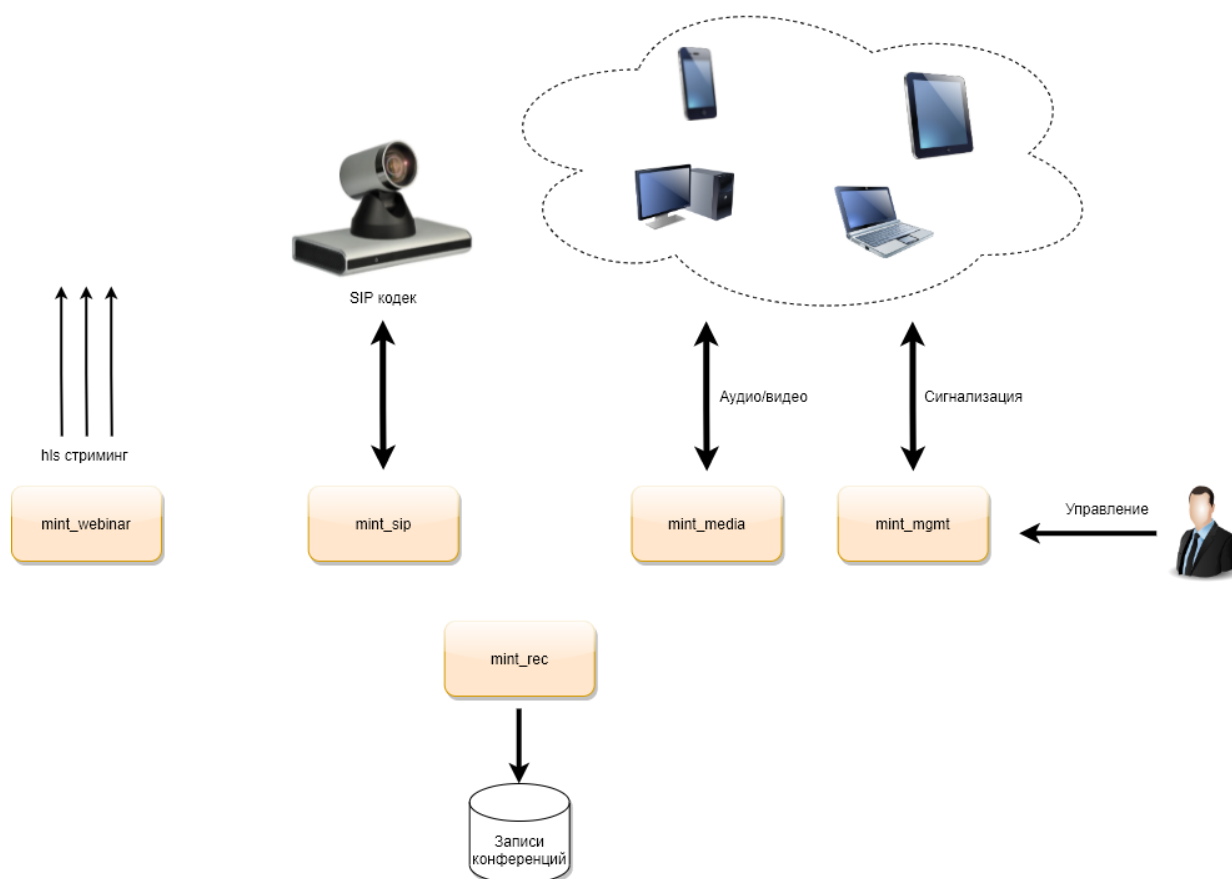 SIP кодек
Аудио/видео
Сигнализация
hls стриминг
mint_webinar
mint_sip
mint_media
mint_mgmt
Управление
mint_rec
Записи
конференций